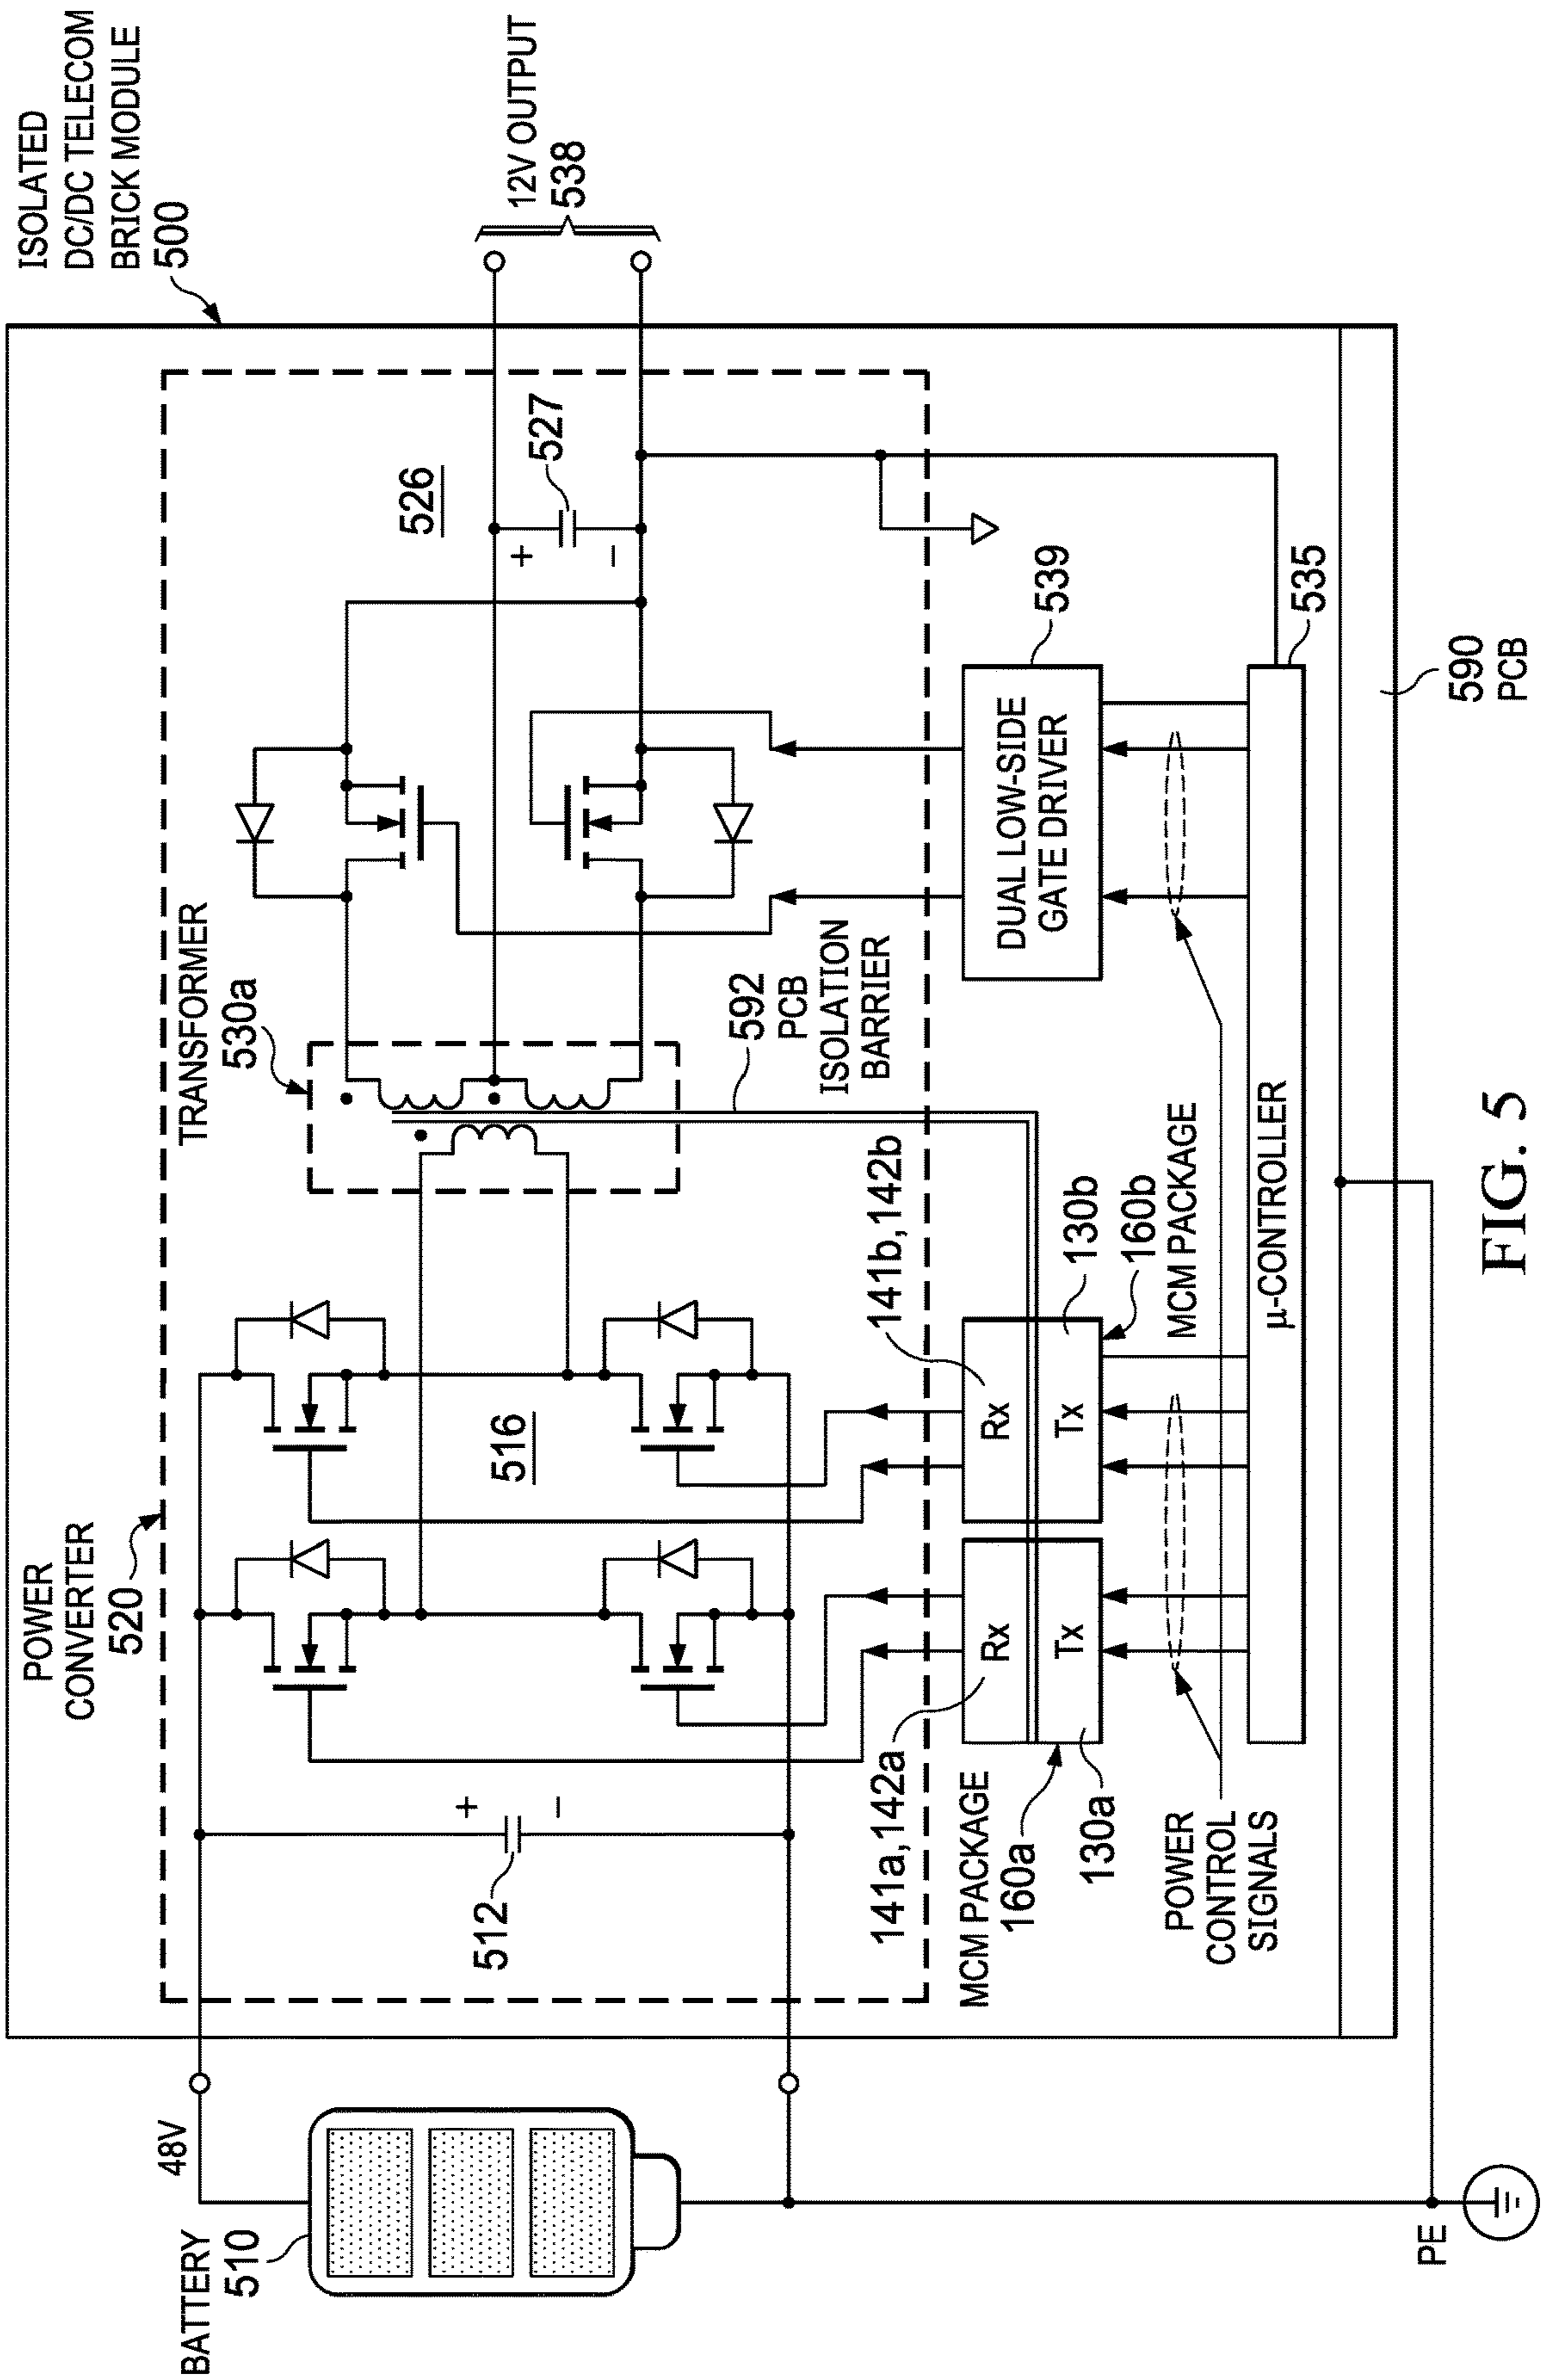 ISOLATED
DC/DC TELECOM
BRICK MODULE
500
POWER
CONVERTER
520
TRANSFORMER
530a
BATTERY
510
48V
512
+
−
516
526
+
−
527
12V OUTPUT
538
592
PCB
ISOLATION
BARRIER
141a, 142a
141b, 142b
MCM PACKAGE
160a
130a
Rx
Tx
Rx
Tx
130b
160b
MCM PACKAGE
DUAL LOW-SIDE
GATE DRIVER
539
POWER
CONTROL
SIGNALS
μ-CONTROLLER
535
590
PCB
PE
FIG. 5